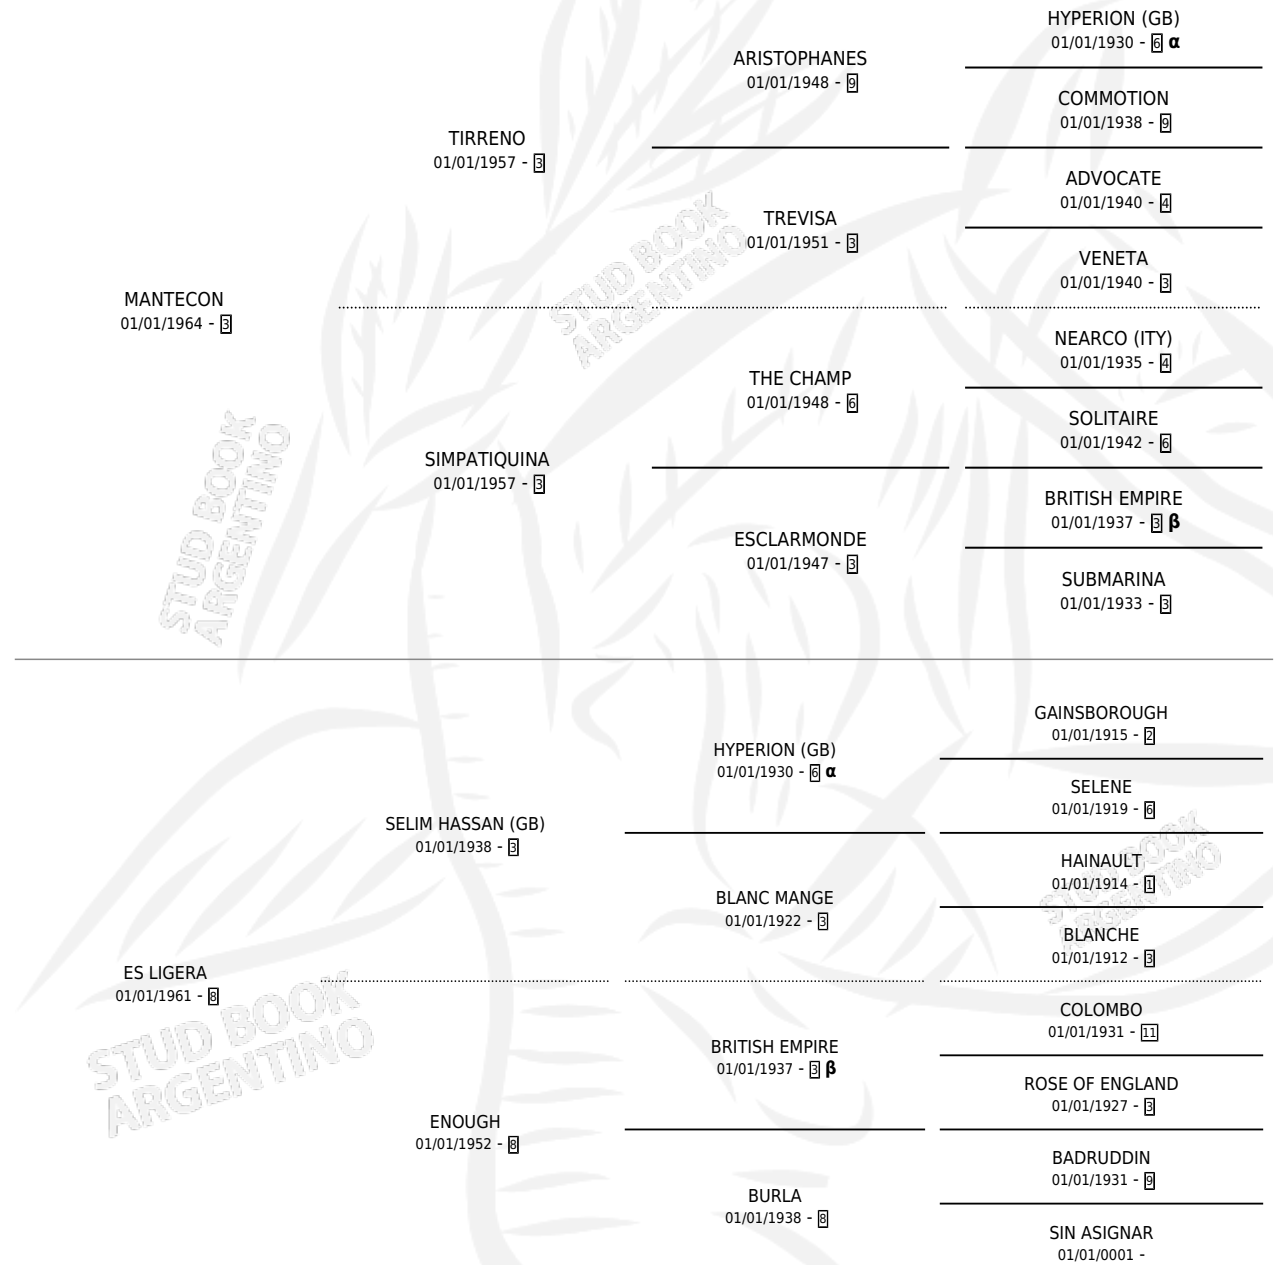 HYPERION (GB)
01/01/1930 - 6 α
ARISTOPHANES
01/01/1948 - 9
COMMOTION
01/01/1938 - 9
TIRRENO
01/01/1957 - 3
ADVOCATE
01/01/1940 - 4
TREVISA
01/01/1951 - 3
VENETA
01/01/1940 - 3
MANTECON
01/01/1964 - 3
NEARCO (ITY)
01/01/1935 - 4
THE CHAMP
01/01/1948 - 6
SOLITAIRE
01/01/1942 - 6
SIMPATIQUINA
01/01/1957 - 3
BRITISH EMPIRE
01/01/1937 - 3 β
ESCLARMONDE
01/01/1947 - 3
SUBMARINA
01/01/1933 - 3
STUD BOOK
ARGENTINO
STUD BOOK
ARGENTINO
GAINSBOROUGH
01/01/1915 - 2
HYPERION (GB)
01/01/1930 - 6 α
SELENE
01/01/1919 - 6
SELIM HASSAN (GB)
01/01/1938 - 3
HAINAULT
01/01/1914 - 1
BLANC MANGE
01/01/1922 - 3
BLANCHE
01/01/1912 - 3
ES LIGERA
01/01/1961 - 8
COLOMBO
01/01/1931 - 11
BRITISH EMPIRE
01/01/1937 - 3 β
ROSE OF ENGLAND
01/01/1927 - 3
ENOUGH
01/01/1952 - 8
BADRUDDIN
01/01/1931 - 9
BURLA
01/01/1938 - 8
SIN ASIGNAR
01/01/0001 -
STUD BOOK
ARGENTINO
STUD BOOK
ARGENTINO